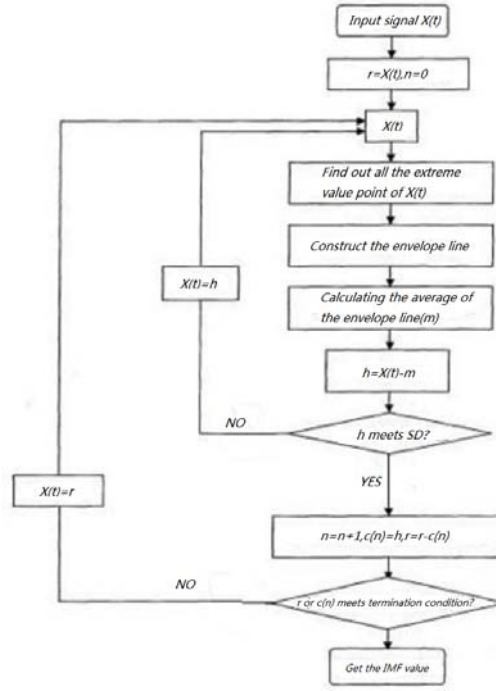 Input signal X(t)
r=X(t),n=0
X(t)
Find out all the extreme
value point of X(t)
Construct the envelope line
X(t)=h
Calculating the average of
the envelope line(m)
h=X(t)-m
NO
h meets SD?
X(t)=r
YES
n=n+1,c(n)=h,r=r-c(n)
NO
r or c(n) meets termination condition?
Get the IMF value